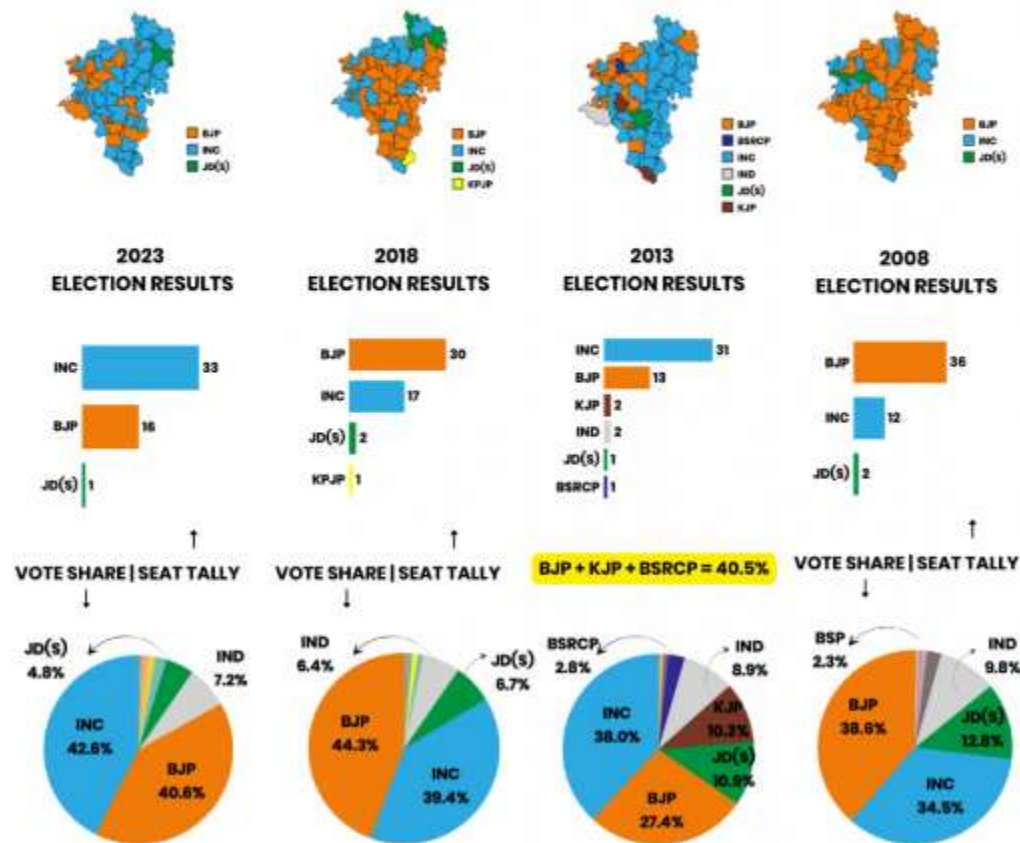 BJP
INC
JD(S)
BJP
INC
JD(S)
KPJP
BJP
BSRCP
INC
IND
JD(S)
KJP
BJP
INC
JD(S)
2023
ELECTION RESULTS
2018
ELECTION RESULTS
2013
ELECTION RESULTS
2008
ELECTION RESULTS
INC 33
BJP 16
JD(S) 1
BJP 30
INC 17
JD(S) 2
KPJP 1
INC 31
BJP 13
KJP 2
IND 2
JD(S) 1
BSRCP 1
BJP 36
INC 12
JD(S) 2
↑
VOTE SHARE | SEAT TALLY
↓
↑
VOTE SHARE | SEAT TALLY
↓
BJP + KJP + BSRCP = 40.5%
↑
VOTE SHARE | SEAT TALLY
↓
JD(S)
4.8%
IND
7.2%
INC
42.6%
BJP
40.6%
IND
6.4%
JD(S)
6.7%
BJP
44.3%
INC
39.4%
BSRCP
2.8%
IND
8.9%
INC
38.0%
KJP
10.3%
JD(S)
10.9%
BJP
27.4%
BSP
2.3%
IND
9.8%
BJP
38.6%
JD(S)
12.8%
INC
34.5%